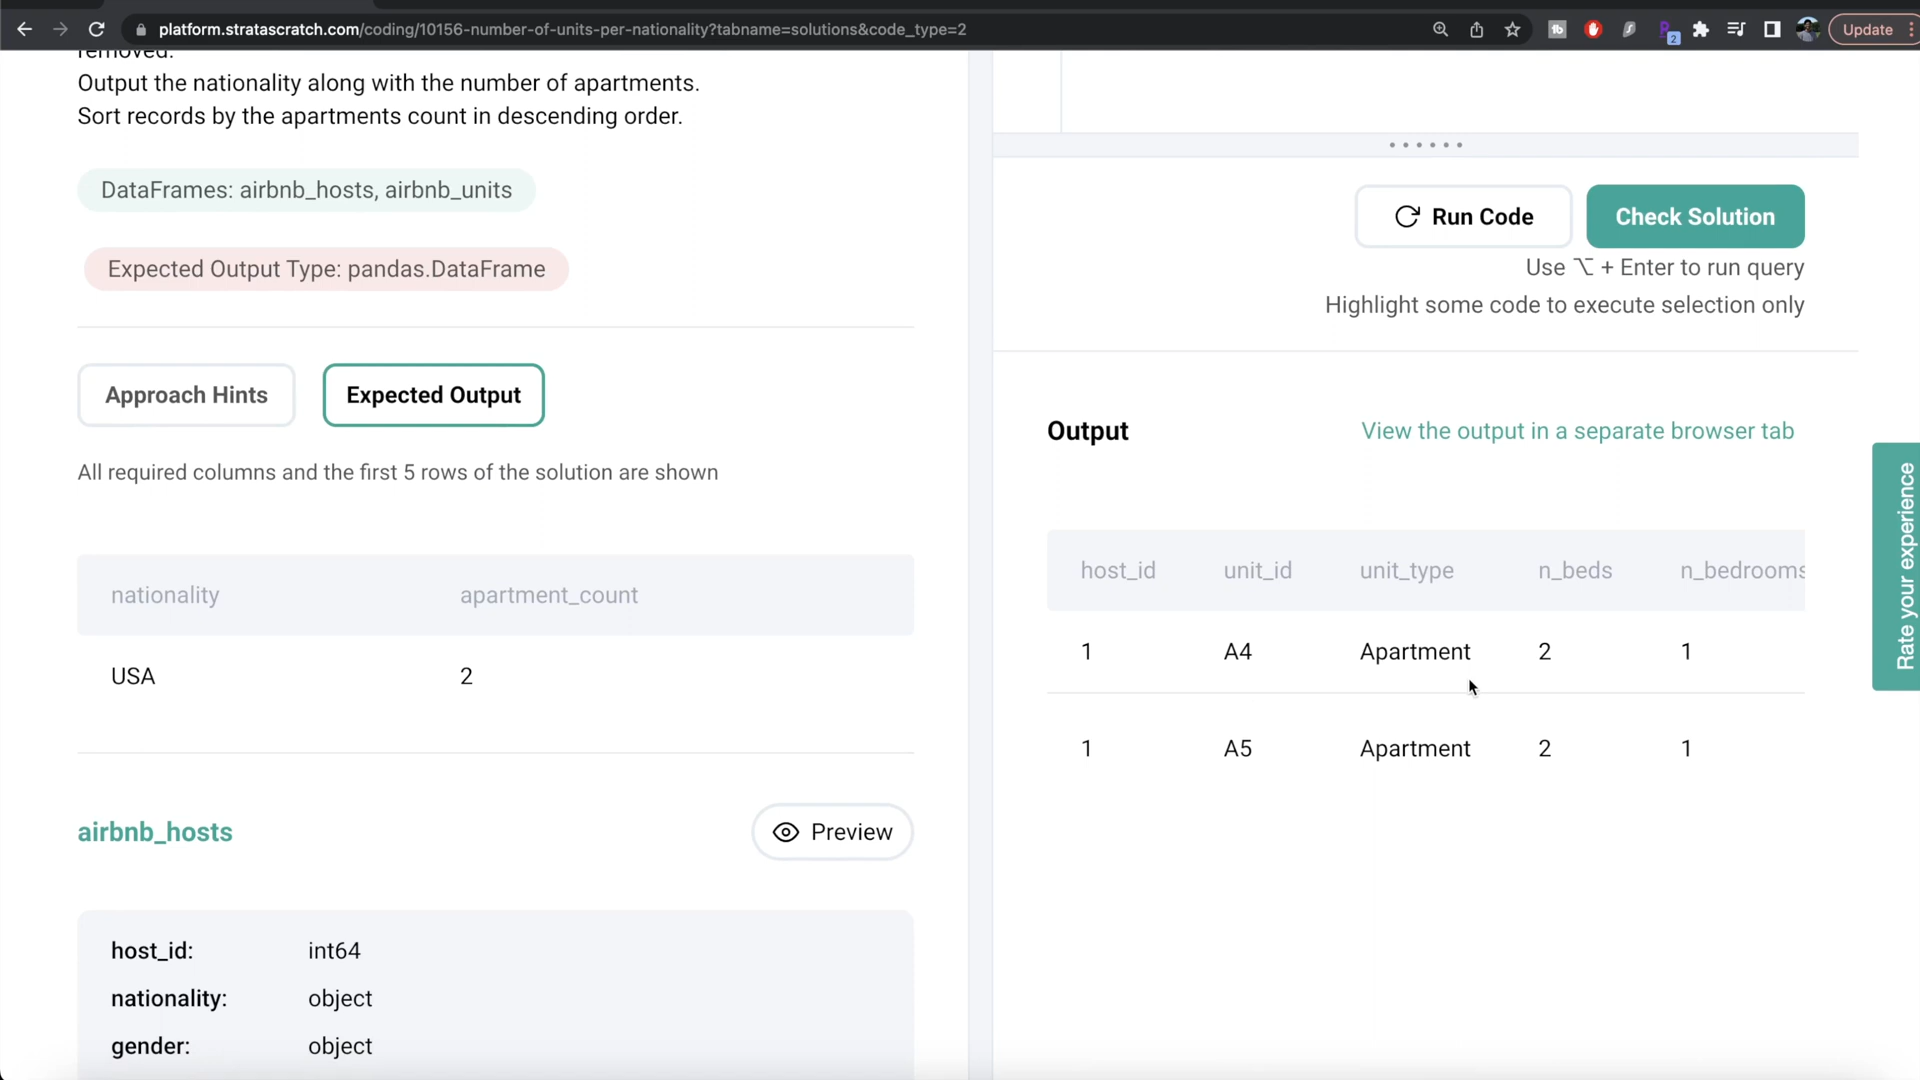 platform.stratascratch.com/coding/10156-number-of-units-per-nationality?tabname=solutions&code_type=2
2
Update
removed.
Output the nationality along with the number of apartments.
Sort records by the apartments count in descending order.
DataFrames: airbnb_hosts, airbnb_units
Expected Output Type: pandas.DataFrame
Approach Hints
Expected Output
All required columns and the first 5 rows of the solution are shown
nationality apartment_count
USA 2
airbnb_hosts
Preview
host_id: int64
nationality: object
gender: object
Run Code
Check Solution
Use ⌥ + Enter to run query
Highlight some code to execute selection only
Output
View the output in a separate browser tab
host_id unit_id unit_type n_beds n_bedrooms
1 A4 Apartment 2 1
1 A5 Apartment 2 1
Rate your experience